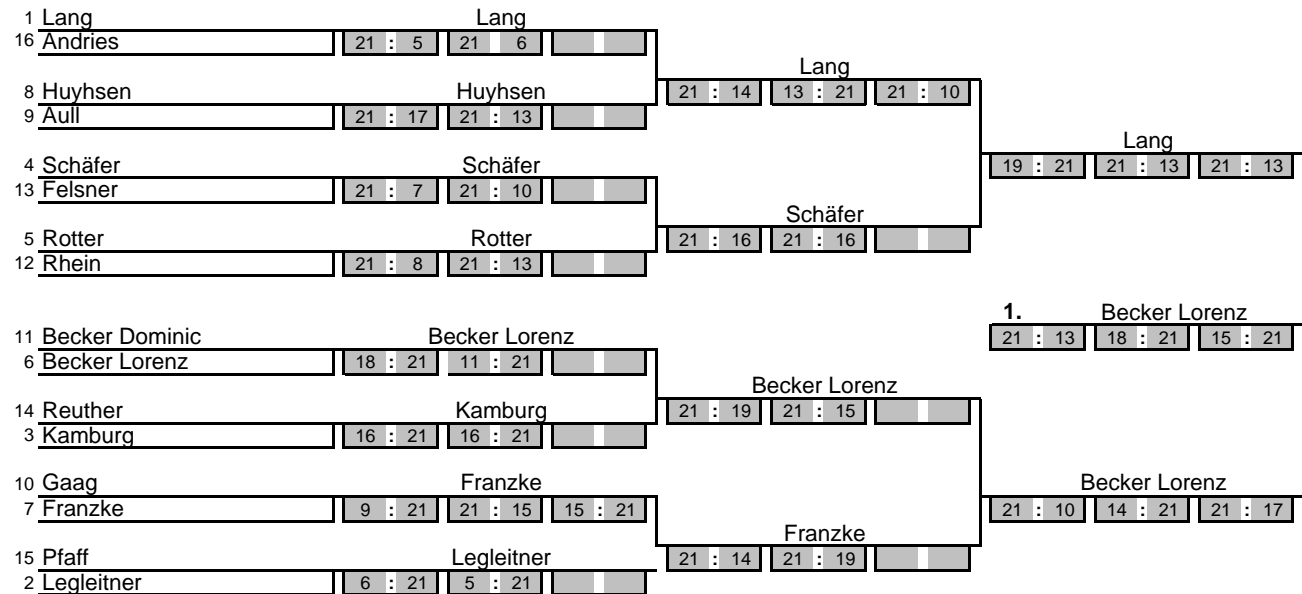 1 Lang Lang
16 Andries 21 : 5 21 6
Lang
8 Huyhsen Huyhsen 21 : 14 13 : 21 21 : 10
9 Aull 21 : 17 21 : 13
Lang
4 Schäfer Schäfer 19 : 21 21 : 13 21 : 13
13 Felsner 21 : 7 21 : 10
Schäfer
5 Rotter Rotter 21 : 16 21 : 16
12 Rhein 21 : 8 21 : 13
1. Becker Lorenz
11 Becker Dominic Becker Lorenz 21 : 13 18 : 21 15 : 21
6 Becker Lorenz 18 : 21 11 : 21
Becker Lorenz
14 Reuther Kamburg 21 : 19 21 : 15
3 Kamburg 16 : 21 16 : 21
10 Gaag Franzke Becker Lorenz
7 Franzke 9 : 21 21 : 15 15 : 21 21 : 10 14 : 21 21 : 17
Franzke
15 Pfaff Legleitner 21 : 14 21 : 19
2 Legleitner 6 : 21 5 : 21